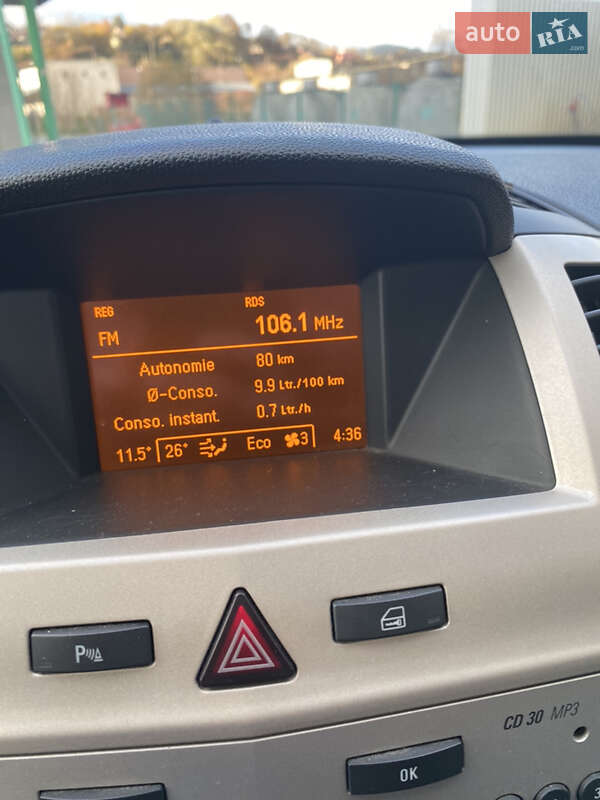 auto RIA .com
REG RDS
FM 106.1 MHz
Autonomie 80 km
Ø-Conso. 9.9 Ltr./100 km
Conso. instant. 0.7 Ltr./h
11.5° 26° Eco 3 4:36
P
CD 30 MP3
OK